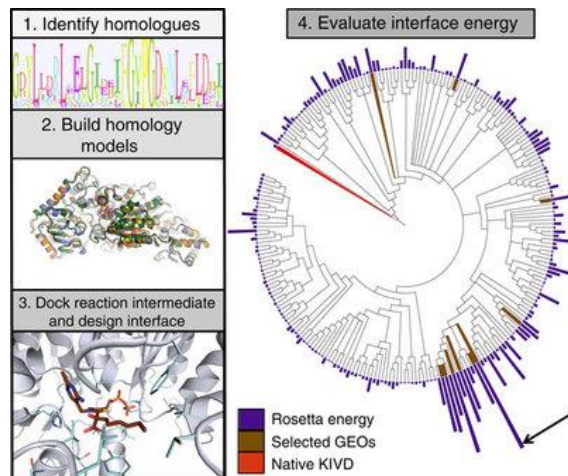 1. Identify homologues
2. Build homology
models
3. Dock reaction intermediate
and design interface
4. Evaluate interface energy
Rosetta energy
Selected GEOs
Native KIVD